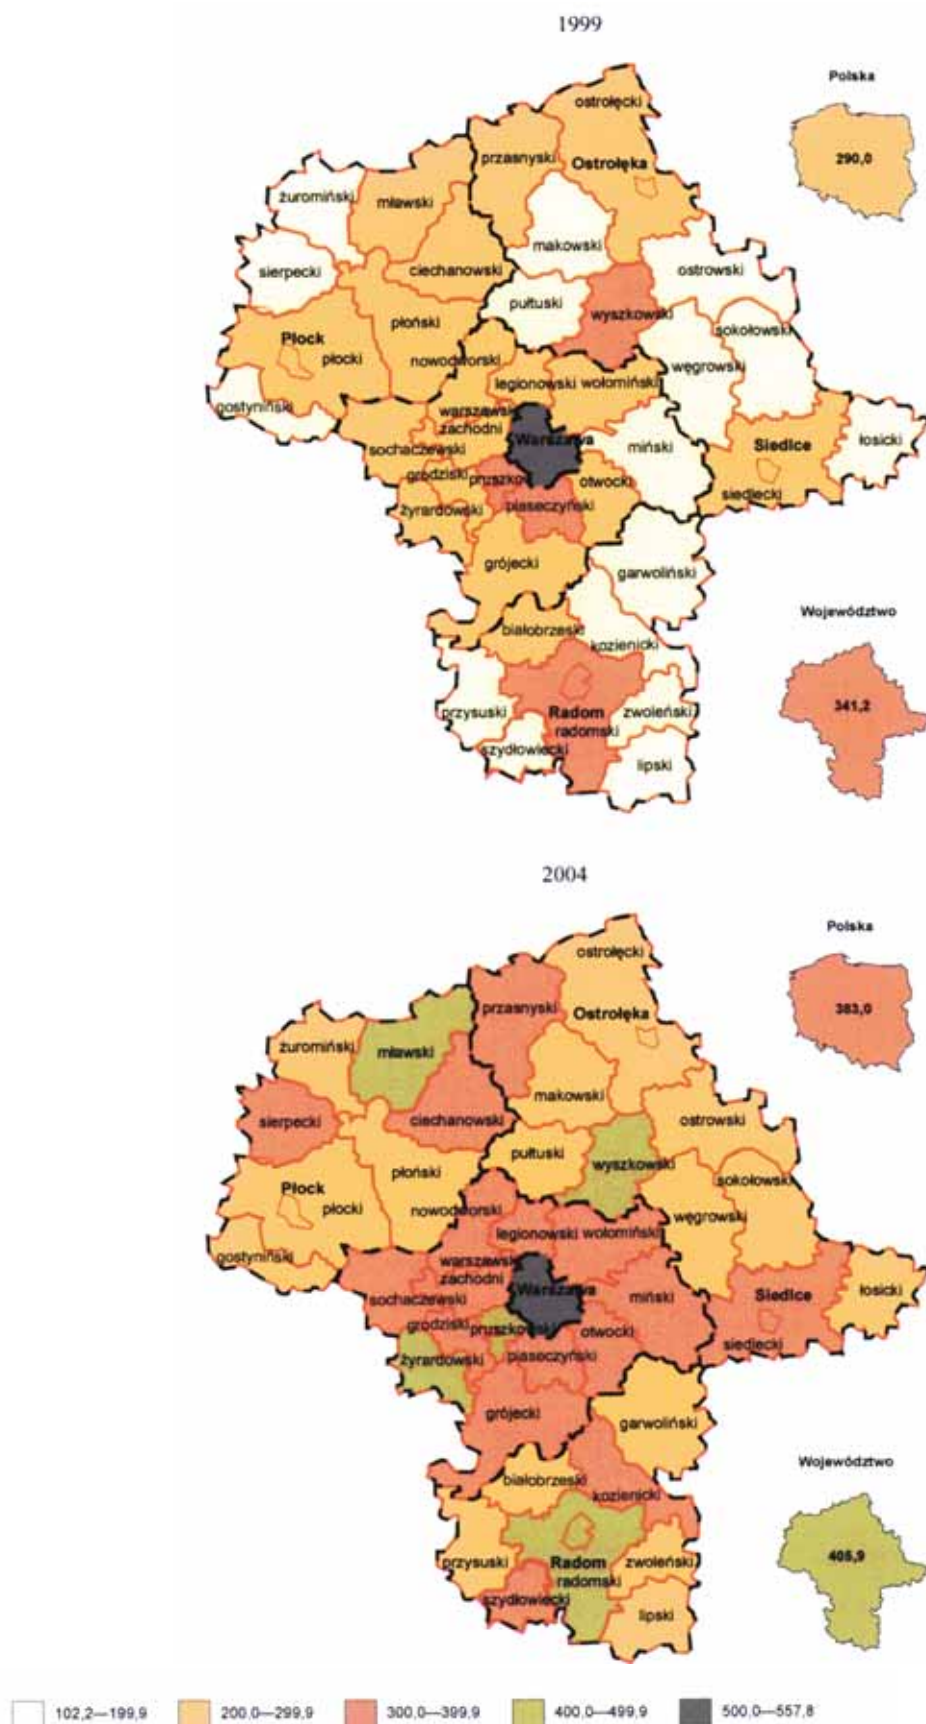 1999
Polska
290,0
ostrołęcki
przasnyski
Ostrołęka
żuromiński
mławski
makowski
ostrowski
sierpecki
ciechanowski
pułtuski
wyszkowski
sokołowski
płoński
Płock
płocki
nowodworski
węgrowski
legionowski
wołomiński
gostyniński
warszawski
zachodni
Warszawa
miński
Siedlce
łosicki
sochaczewski
grodziski
pruszkowski
otwocki
siedlecki
żyrardowski
piaseczyński
grójecki
garwoliński
Województwo
341,2
białobrzeski
kozienicki
przysuski
Radom
radomski
zwoleński
szydłowiecki
lipski
2004
Polska
383,0
ostrołęcki
przasnyski
Ostrołęka
żuromiński
mławski
makowski
ostrowski
sierpecki
ciechanowski
pułtuski
wyszkowski
sokołowski
płoński
Płock
płocki
nowodworski
węgrowski
legionowski
wołomiński
gostyniński
warszawski
zachodni
Warszawa
miński
Siedlce
łosicki
sochaczewski
grodziski
pruszkowski
otwocki
siedlecki
żyrardowski
piaseczyński
grójecki
garwoliński
Województwo
405,9
białobrzeski
kozienicki
przysuski
Radom
radomski
zwoleński
szydłowiecki
lipski
102,2—199,9 200,0—299,9 300,0—399,9 400,0—499,9 500,0—557,8